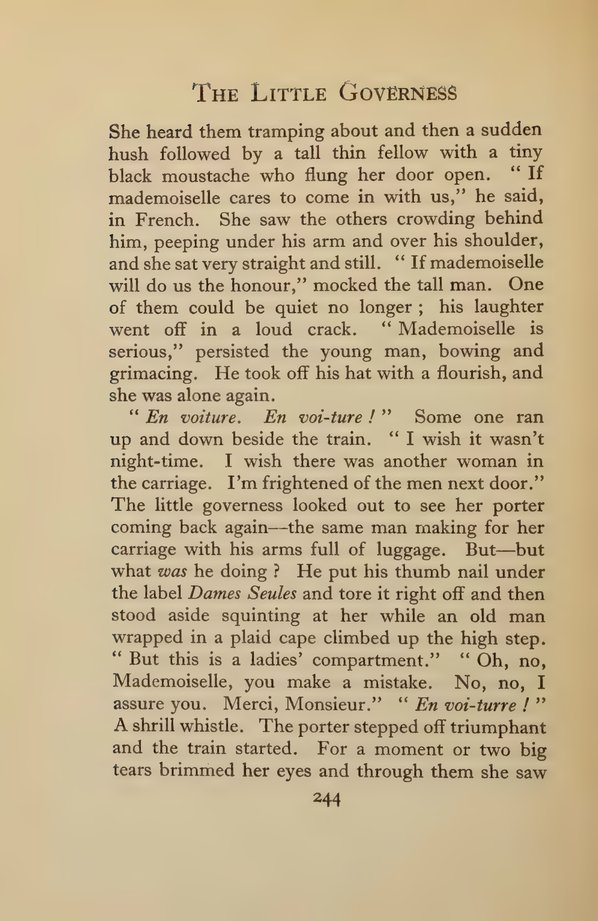 The Little Governess
She heard them tramping about and then a sudden
hush followed by a tall thin fellow with a tiny
black moustache who flung her door open. “ If
mademoiselle cares to come in with us,” he said,
in French. She saw the others crowding behind
him, peeping under his arm and over his shoulder,
and she sat very straight and still. “ If mademoiselle
will do us the honour,” mocked the tall man. One
of them could be quiet no longer ; his laughter
went off in a loud crack. “ Mademoiselle is
serious,” persisted the young man, bowing and
grimacing. He took off his hat with a flourish, and
she was alone again.
“ En voiture. En voi-ture ! ” Some one ran
up and down beside the train. “ I wish it wasn’t
night-time. I wish there was another woman in
the carriage. I’m frightened of the men next door.”
The little governess looked out to see her porter
coming back again—the same man making for her
carriage with his arms full of luggage. But—but
what was he doing ? He put his thumb nail under
the label Dames Seules and tore it right off and then
stood aside squinting at her while an old man
wrapped in a plaid cape climbed up the high step.
“ But this is a ladies’ compartment.” “ Oh, no,
Mademoiselle, you make a mistake. No, no, I
assure you. Merci, Monsieur.” “ En voi-turre ! ”
A shrill whistle. The porter stepped off triumphant
and the train started. For a moment or two big
tears brimmed her eyes and through them she saw
244